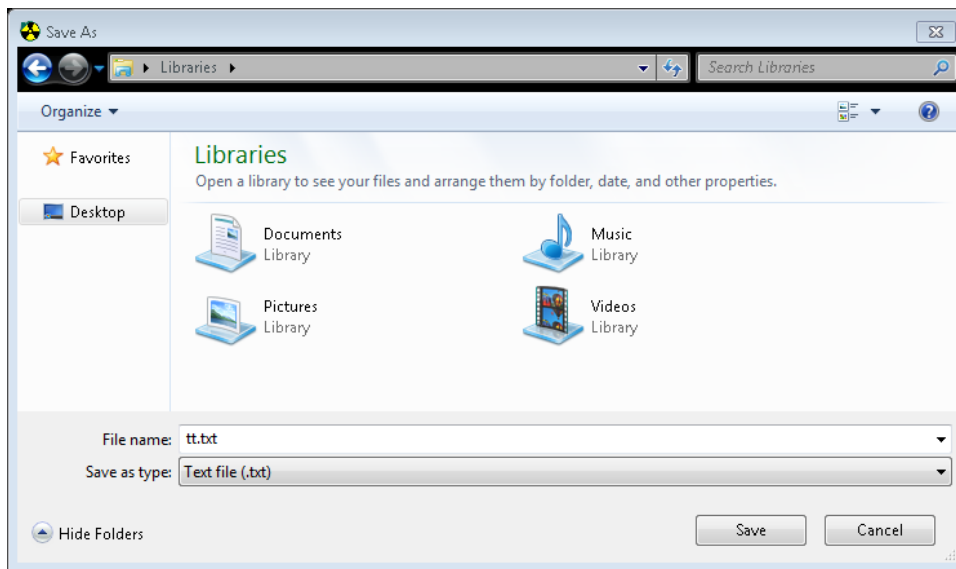 Save As
Libraries
Search Libraries
Organize
Favorites
Desktop
Libraries
Open a library to see your files and arrange them by folder, date, and other properties.
Documents
Library
Music
Library
Pictures
Library
Videos
Library
File name: tt.txt
Save as type: Text file (.txt)
Hide Folders
Save
Cancel